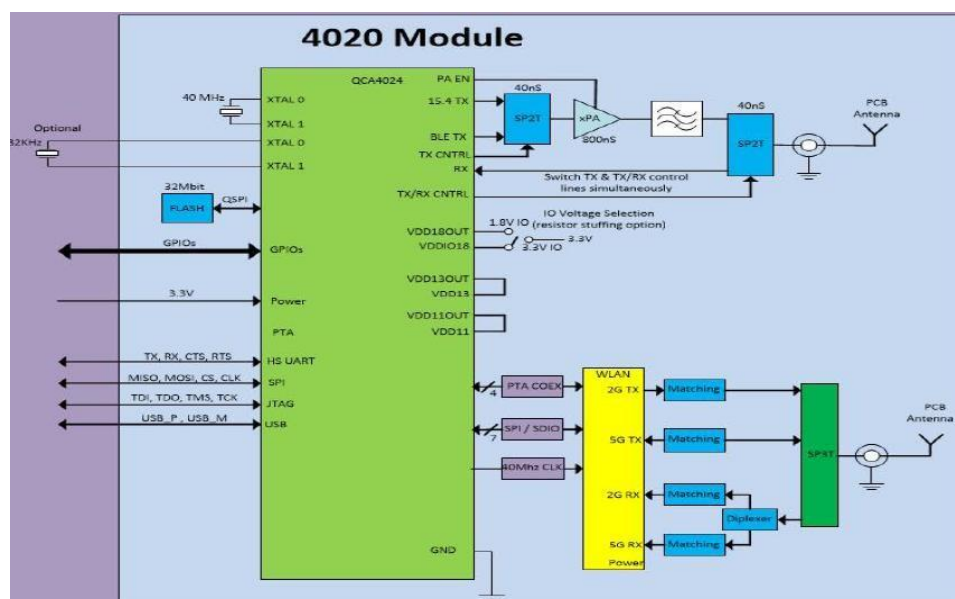 4020 Module
QCA4024
40 MHz
XTAL 0
XTAL 1
Optional
32KHz
XTAL 0
XTAL 1
32Mbit
FLASH
QSPI
GPIOs
GPIOs
3.3V
Power
PTA
TX, RX, CTS, RTS
HS UART
MISO, MOSI, CS, CLK
SPI
TDI, TDO, TMS, TCK
JTAG
USB_P , USB_M
USB
PA EN
15.4 TX
BLE TX
TX CNTRL
RX
TX/RX CNTRL
40nS
SP2T
xPA
800nS
40nS
SP2T
PCB
Antenna
Switch TX & TX/RX control
lines simultaneously
IO Voltage Selection
(resistor stuffing option)
VDD18OUT
1.8V IO
VDDIO18
3.3V IO
3.3V
VDD13OUT
VDD13
VDD11OUT
VDD11
4
PTA COEX
7
SPI / SDIO
40Mhz CLK
WLAN
2G TX
5G TX
2G RX
5G RX
Power
Matching
Matching
Matching
Matching
Diplexer
SP3T
PCB
Antenna
GND